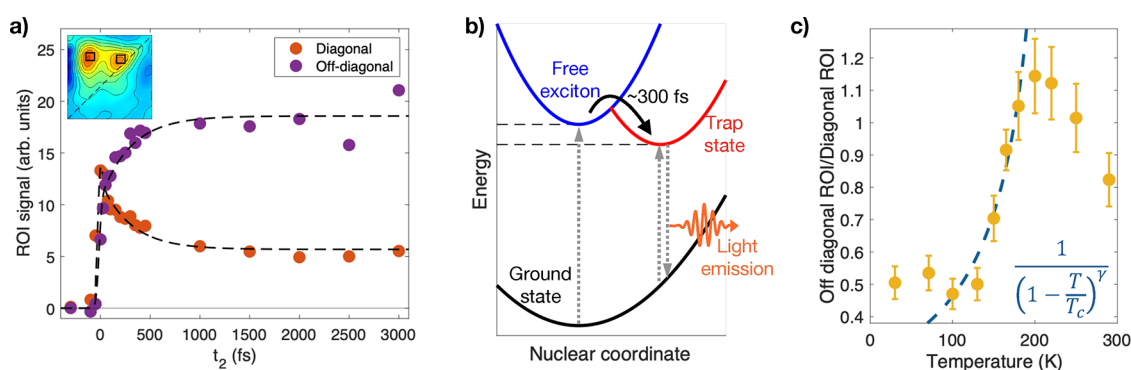 a)
25
20
15
10
5
0
ROI signal (arb. units)
0
500
1000
1500
2000
2500
3000
t2 (fs)
Diagonal
Off-diagonal
b)
Free
exciton
~300 fs
Trap
state
Energy
Ground
state
Light
emission
Nuclear coordinate
c)
1.2
1.1
1.0
0.9
0.8
0.7
0.6
0.5
0.4
Off diagonal ROI/Diagonal ROI
1
(1 − T/Tc)^γ
0
100
200
300
Temperature (K)